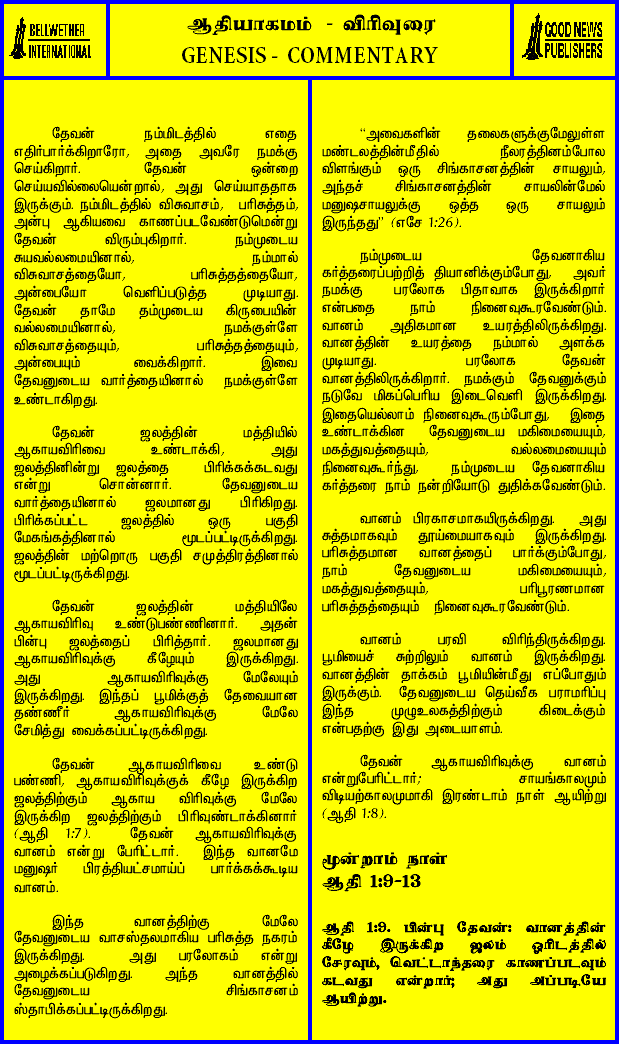 BELLWETHER
INTERNATIONAL
ஆதியாகமம் - விரிவுரை
GENESIS - COMMENTARY
GOOD NEWS
PUBLISHERS
தேவன் நம்மிடத்தில் எதை
எதிர்பார்க்கிறாரோ, அதை அவரே நமக்கு
செய்கிறார். தேவன் ஒன்றை
செய்யவில்லையென்றால், அது செய்யாததாக
இருக்கும். நம்மிடத்தில் விசுவாசம், பரிசுத்தம்,
அன்பு ஆகியவை காணப்படவேண்டுமென்று
தேவன் விரும்புகிறார். நம்முடைய
சுயவல்லமையினால், நம்மால்
விசுவாசத்தையோ, பரிசுத்தத்தையோ,
அன்பையோ வெளிப்படுத்த முடியாது.
தேவன் தாமே தம்முடைய கிருபையின்
வல்லமையினால், நமக்குள்ளே
விசுவாசத்தையும், பரிசுத்தத்தையும்,
அன்பையும் வைக்கிறார். இவை
தேவனுடைய வார்த்தையினால் நமக்குள்ளே
உண்டாகிறது.
தேவன் ஜலத்தின் மத்தியில்
ஆகாயவிரிவை உண்டாக்கி, அது
ஜலத்தினின்று ஜலத்தை பிரிக்கக்கடவது
என்று சொன்னார். தேவனுடைய
வார்த்தையினால் ஜலமானது பிரிகிறது.
பிரிக்கப்பட்ட ஜலத்தில் ஒரு பகுதி
மேகங்கத்தினால் மூடப்பட்டிருக்கிறது.
ஜலத்தின் மற்றொரு பகுதி சமுத்திரத்தினால்
மூடப்பட்டிருக்கிறது.
தேவன் ஜலத்தின் மத்தியிலே
ஆகாயவிரிவு உண்டுபண்ணினார். அதன்
பின்பு ஜலத்தைப் பிரித்தார். ஜலமானது
ஆகாயவிரிவுக்கு கீழேயும் இருக்கிறது.
அது ஆகாயவிரிவுக்கு மேலேயும்
இருக்கிறது. இந்தப் பூமிக்குத் தேவையான
தண்ணீர் ஆகாயவிரிவுக்கு மேலே
சேமித்து வைக்கப்பட்டிருக்கிறது.
தேவன் ஆகாயவிரிவை உண்டு
பண்ணி, ஆகாயவிரிவுக்குக் கீழே இருக்கிற
ஜலத்திற்கும் ஆகாய விரிவுக்கு மேலே
இருக்கிற ஜலத்திற்கும் பிரிவுண்டாக்கினார்
(ஆதி 1:7). தேவன் ஆகாயவிரிவுக்கு
வானம் என்று பேரிட்டார். இந்த வானமே
மனுஷர் பிரத்தியட்சமாய்ப் பார்க்கக்கூடிய
வானம்.
இந்த வானத்திற்கு மேலே
தேவனுடைய வாசஸ்தலமாகிய பரிசுத்த நகரம்
இருக்கிறது. அது பரலோகம் என்று
அழைக்கப்படுகிறது. அந்த வானத்தில்
தேவனுடைய சிங்காசனம்
ஸ்தாபிக்கப்பட்டிருக்கிறது.
"அவைகளின் தலைகளுக்குமேலுள்ள
மண்டலத்தின்மீதில் நீலரத்தினம்போல
விளங்கும் ஒரு சிங்காசனத்தின் சாயலும்,
அந்தச் சிங்காசனத்தின் சாயலின்மேல்
மனுஷசாயலுக்கு ஒத்த ஒரு சாயலும்
இருந்தது" (எசே 1:26).
நம்முடைய தேவனாகிய
கர்த்தரைப்பற்றித் தியானிக்கும்போது, அவர்
நமக்கு பரலோக பிதாவாக இருக்கிறார்
என்பதை நாம் நினைவுகூரவேண்டும்.
வானம் அதிகமான உயரத்திலிருக்கிறது.
வானத்தின் உயரத்தை நம்மால் அளக்க
முடியாது. பரலோக தேவன்
வானத்திலிருக்கிறார். நமக்கும் தேவனுக்கும்
நடுவே மிகப்பெரிய இடைவெளி இருக்கிறது.
இதையெல்லாம் நினைவுகூரும்போது, இதை
உண்டாக்கின தேவனுடைய மகிமையையும்,
மகத்துவத்தையும், வல்லமையையும்
நினைவுகூர்ந்து, நம்முடைய தேவனாகிய
கர்த்தரை நாம் நன்றியோடு துதிக்கவேண்டும்.
வானம் பிரகாசமாகயிருக்கிறது. அது
சுத்தமாகவும் தூய்மையாகவும் இருக்கிறது.
பரிசுத்தமான வானத்தைப் பார்க்கும்போது,
நாம் தேவனுடைய மகிமையையும்,
மகத்துவத்தையும், பரிபூரணமான
பரிசுத்தத்தையும் நினைவுகூரவேண்டும்.
வானம் பரவி விரிந்திருக்கிறது.
பூமியைச் சுற்றிலும் வானம் இருக்கிறது.
வானத்தின் தாக்கம் பூமியின்மீது எப்போதும்
இருக்கும். தேவனுடைய தெய்வீக பராமரிப்பு
இந்த முழுஉலகத்திற்கும் கிடைக்கும்
என்பதற்கு இது அடையாளம்.
தேவன் ஆகாயவிரிவுக்கு வானம்
என்றுபேரிட்டார்; சாயங்காலமும்
விடியற்காலமுமாகி இரண்டாம் நாள் ஆயிற்று
(ஆதி 1:8).
மூன்றாம் நாள்
ஆதி 1:9-13
ஆதி 1:9. பின்பு தேவன்: வானத்தின்
கீழே இருக்கிற ஜலம் ஓரிடத்தில்
சேரவும், வெட்டாந்தரை காணப்படவும்
கடவது என்றார்; அது அப்படியே
ஆயிற்று.